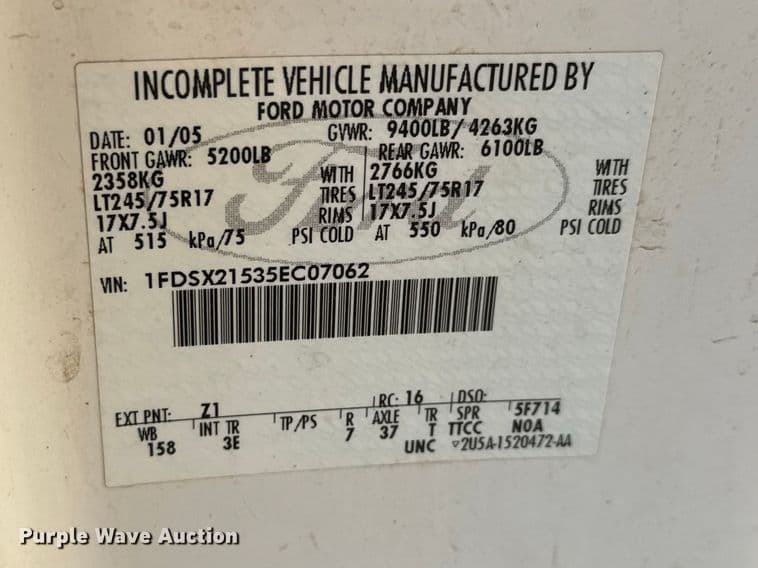 INCOMPLETE VEHICLE MANUFACTURED BY
FORD MOTOR COMPANY
DATE: 01/05 GVWR: 9400LB/4263KG
FRONT GAWR: 5200LB REAR GAWR: 6100LB
2358KG WITH 2766KG WITH
LT245/75R17 TIRES LT245/75R17 TIRES
17X7.5J RIMS 17X7.5J RIMS
AT 515 kPa/75 PSI COLD AT 550 kPa/80 PSI COLD
VIN: 1FDSX21535EC07062
EXT PNT: Z1 RC: 16 DSO:
WB INT TR TP/PS R AXLE TR SPR 5F714
158 3E 7 37 T TTCC NOA
UNC ▽2U5A-1520472-AA
Ford
Purple Wave Auction